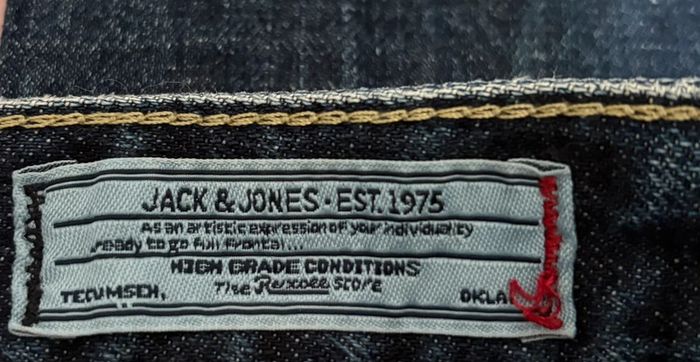 JACK & JONES · EST. 1975
As an artistic expression of your individuality
ready to go full frontal...
HIGH GRADE CONDITIONS
The Store
TECUMSEH, OKLA